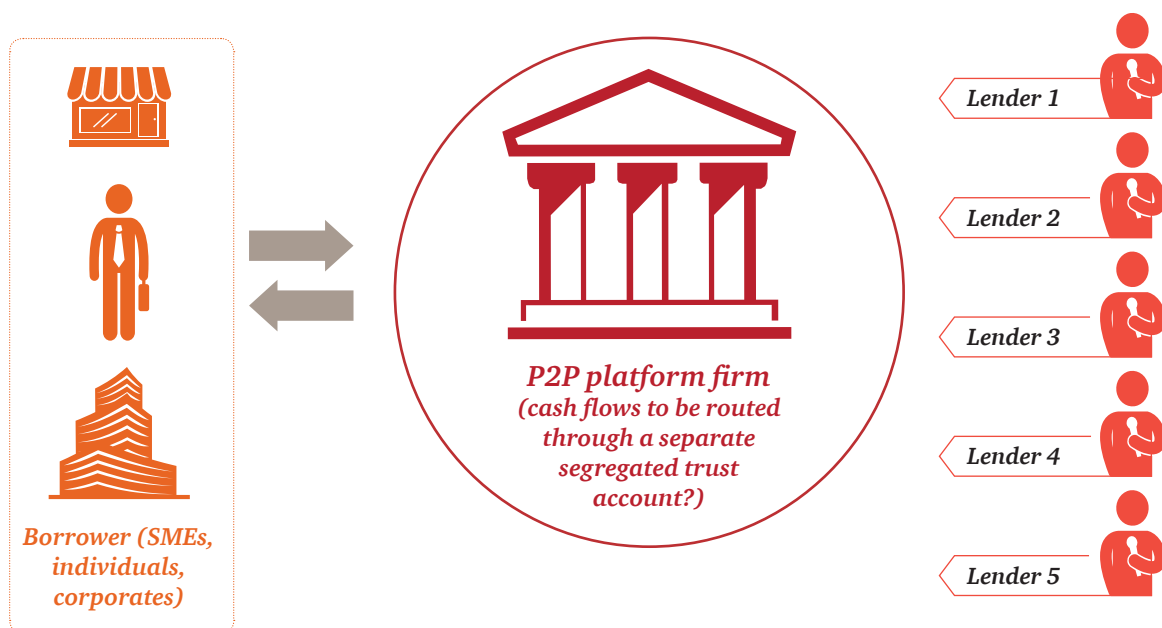 Borrower (SMEs,
individuals,
corporates)
P2P platform firm
(cash flows to be routed
through a separate
segregated trust
account?)
Lender 1
Lender 2
Lender 3
Lender 4
Lender 5